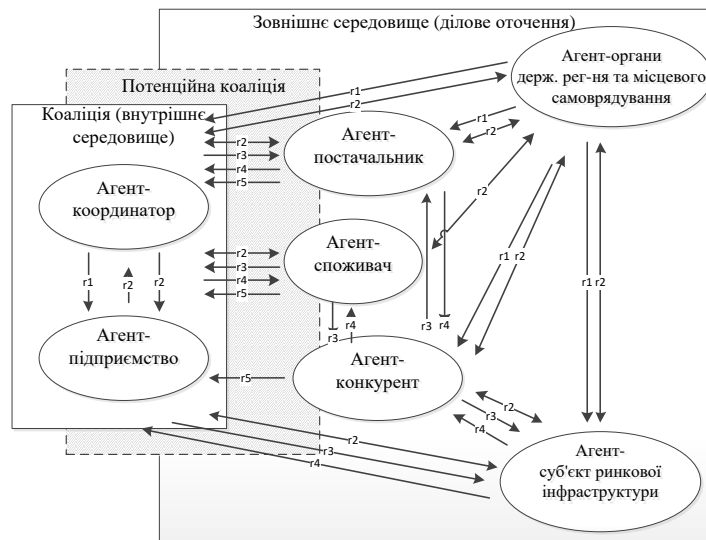 Зовнішнє середовище (ділове оточення)
Агент-органи
держ. рег-ня та місцевого
самоврядування
Потенційна коаліція
Коаліція (внутрішнє
середовище)
r1
r2
r1
r2
Агент-
постачальник
r2
r3
r4
r5
Агент-
координатор
r2
Агент-
споживач
r2
r3
r4
r5
r1
r2
r1
r2
r2
r1
r2
r3
r4
r3
r4
Агент-
підприємство
Агент-
конкурент
r5
r2
r3
r4
r2
r3
r4
Агент-
суб'єкт ринкової
інфраструктури